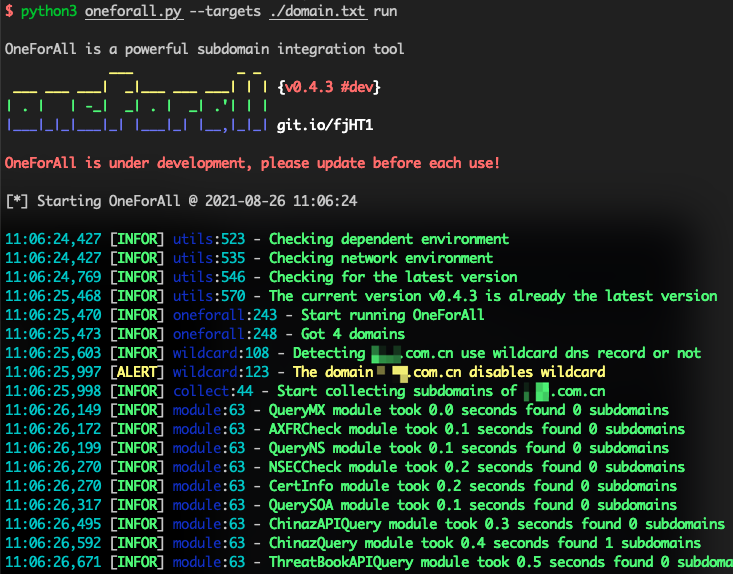 $ python3 oneforall.py --targets ./domain.txt run
OneForAll is a powerful subdomain integration tool
{v0.4.3 #dev}
git.io/fjHT1
OneForAll is under development, please update before each use!
[*] Starting OneForAll @ 2021-08-26 11:06:24
11:06:24,427 [INFOR] utils:523 - Checking dependent environment
11:06:24,427 [INFOR] utils:535 - Checking network environment
11:06:24,769 [INFOR] utils:546 - Checking for the latest version
11:06:25,468 [INFOR] utils:570 - The current version v0.4.3 is already the latest version
11:06:25,470 [INFOR] oneforall:243 - Start running OneForAll
11:06:25,473 [INFOR] oneforall:248 - Got 4 domains
11:06:25,603 [INFOR] wildcard:108 - Detecting .com.cn use wildcard dns record or not
11:06:25,997 [ALERT] wildcard:123 - The domain .com.cn disables wildcard
11:06:25,998 [INFOR] collect:44 - Start collecting subdomains of .com.cn
11:06:26,149 [INFOR] module:63 - QueryMX module took 0.0 seconds found 0 subdomains
11:06:26,172 [INFOR] module:63 - AXFRCheck module took 0.1 seconds found 0 subdomains
11:06:26,199 [INFOR] module:63 - QueryNS module took 0.1 seconds found 0 subdomains
11:06:26,270 [INFOR] module:63 - NSECCheck module took 0.2 seconds found 0 subdomains
11:06:26,270 [INFOR] module:63 - CertInfo module took 0.2 seconds found 0 subdomains
11:06:26,317 [INFOR] module:63 - QuerySOA module took 0.1 seconds found 0 subdomains
11:06:26,495 [INFOR] module:63 - ChinazAPIQuery module took 0.3 seconds found 0 subdomains
11:06:26,592 [INFOR] module:63 - ChinazQuery module took 0.4 seconds found 1 subdomains
11:06:26,671 [INFOR] module:63 - ThreatBookAPIQuery module took 0.5 seconds found 0 subdoma